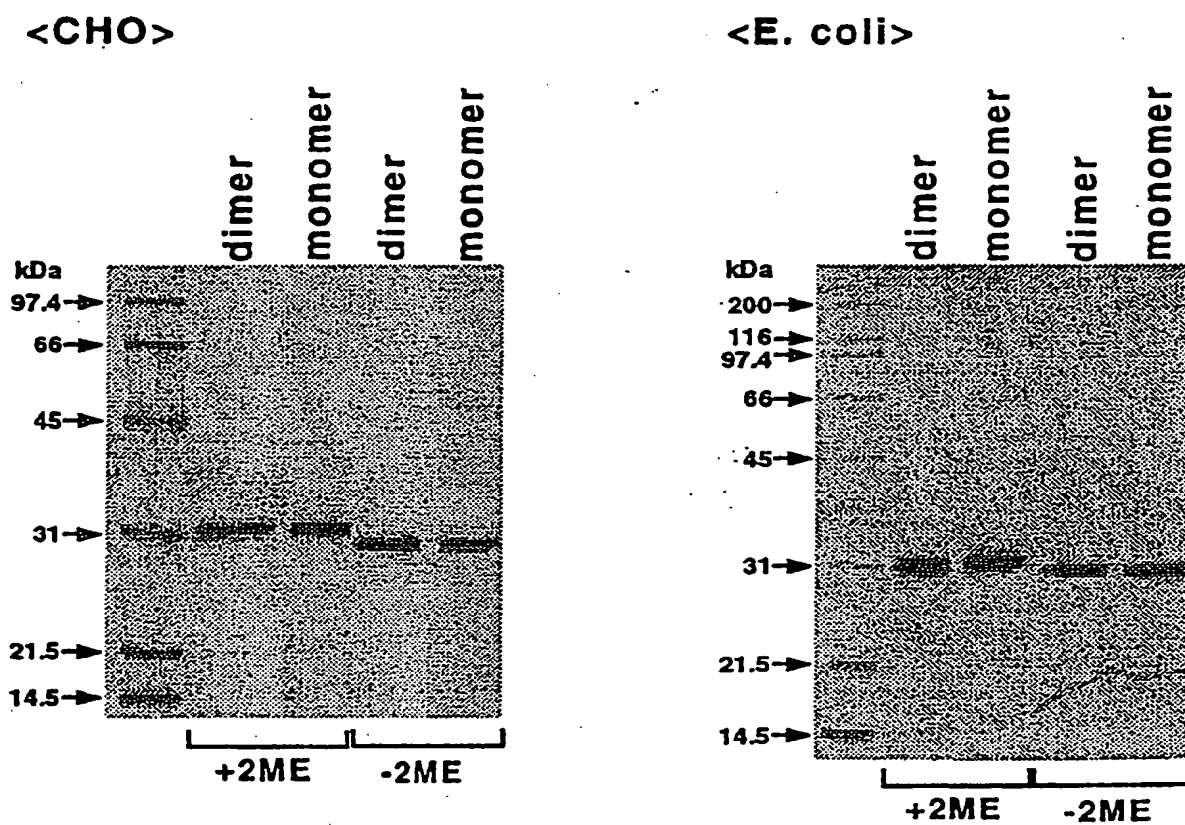 <CHO>
dimer
monomer
dimer
monomer
kDa
97.4
66
45
31
21.5
14.5
+2ME
-2ME
<E. coli>
dimer
monomer
dimer
monomer
kDa
200
116
97.4
66
45
31
21.5
14.5
+2ME
-2ME